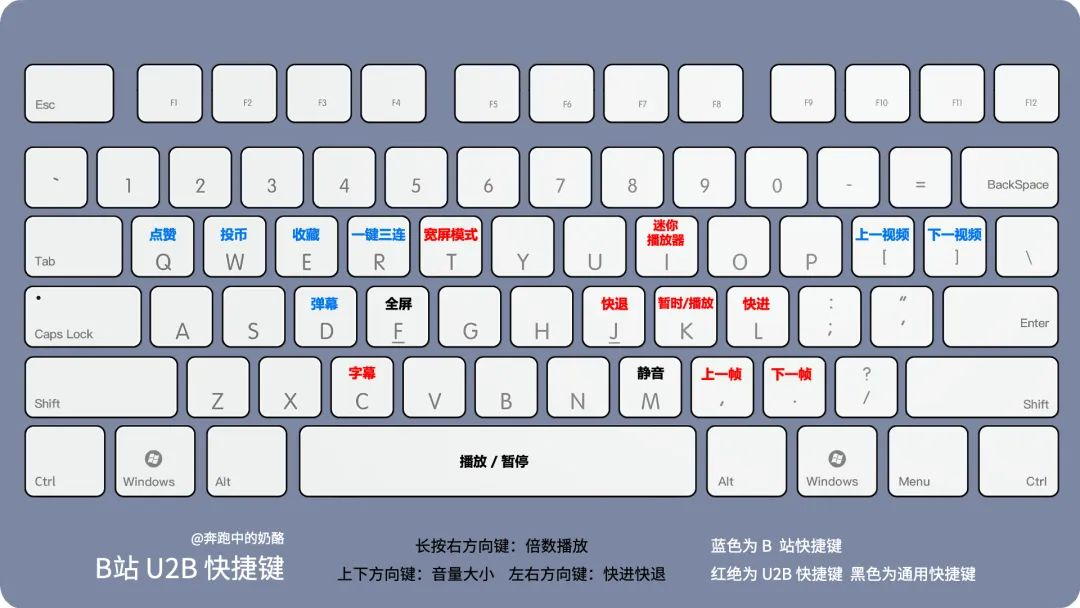 Esc F1 F2 F3 F4 F5 F6 F7 F8 F9 F10 F11 F12
` 1 2 3 4 5 6 7 8 9 0 - = BackSpace
点赞 投币 收藏 一键三连 宽屏模式 迷你 上一视频 下一视频
播放器
Tab Q W E R T Y U I O P [ ] \
弹幕 全屏 快退 暂时/播放 快进 : "
Caps Lock A S D F G H J K L ; ' Enter
字幕 静音 上一帧 下一帧 ?
Shift Z X C V B N M , . / Shift
播放 / 暂停
Ctrl Windows Alt Alt Windows Menu Ctrl
@奔跑中的奶酪
B站 U2B 快捷键
长按右方向键：倍数播放
上下方向键：音量大小 左右方向键：快进快退
蓝色为 B 站快捷键
红绝为 U2B 快捷键 黑色为通用快捷键